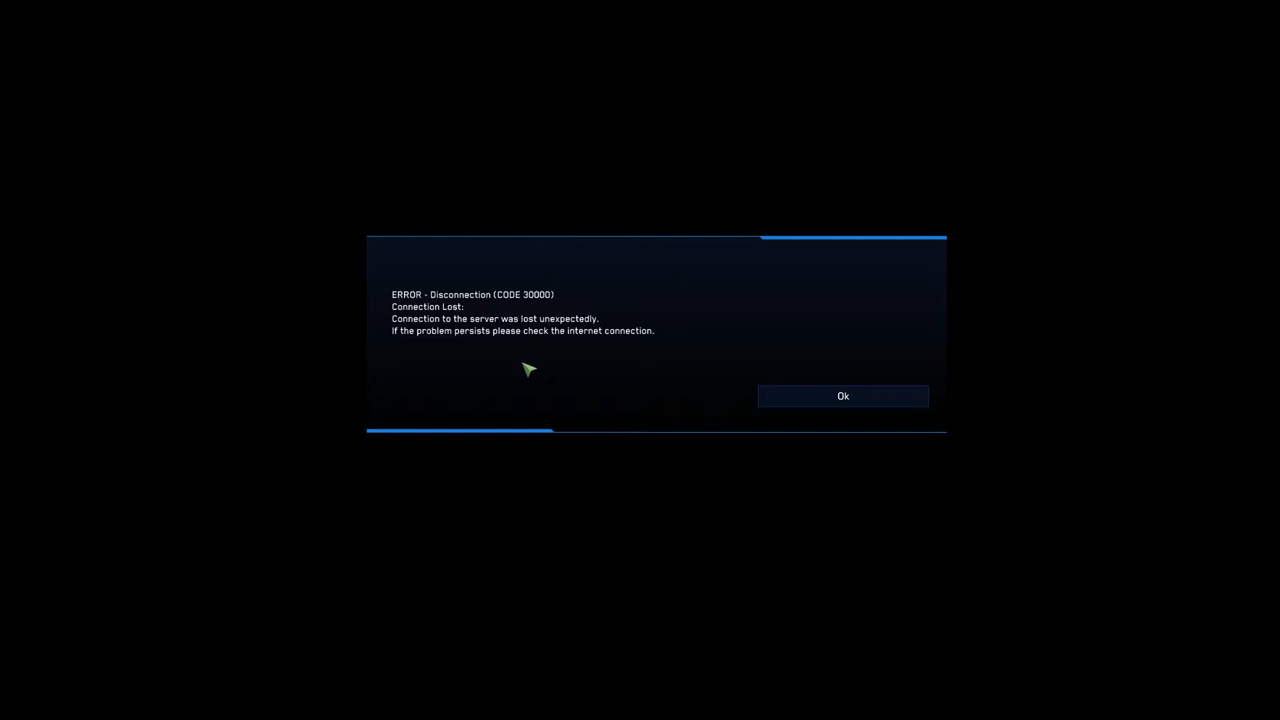 ERROR - Disconnection (CODE 30000)
Connection Lost:
Connection to the server was lost unexpectedly.
If the problem persists please check the internet connection.
Ok